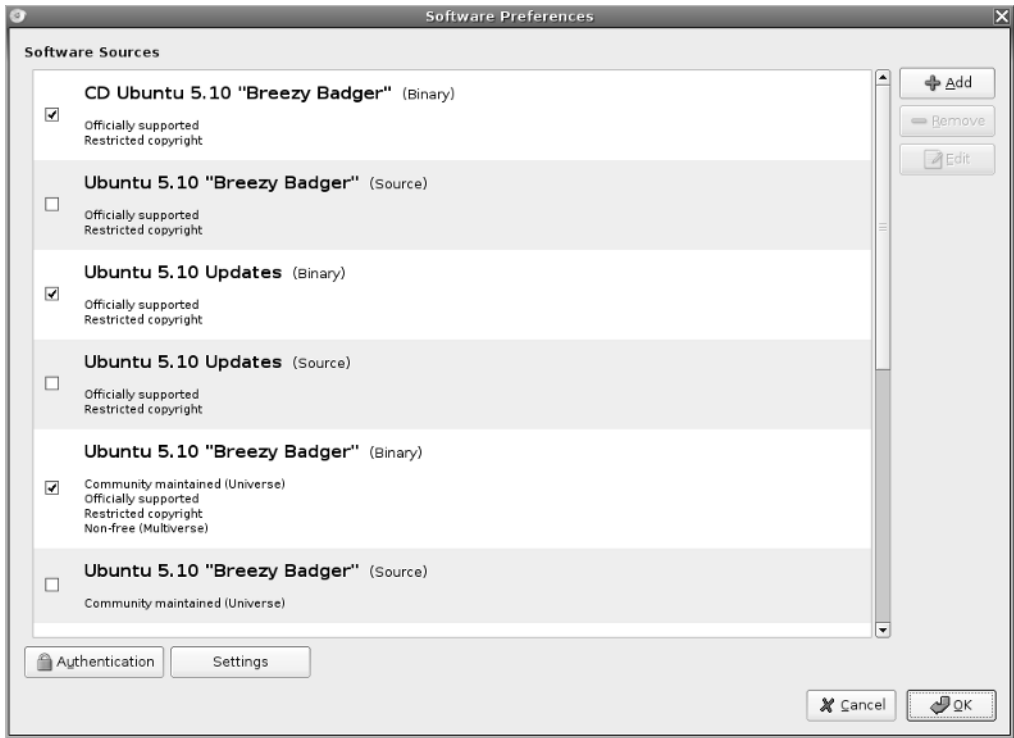 Software Preferences
Software Sources
CD Ubuntu 5.10 "Breezy Badger" (Binary)
Officially supported
Restricted copyright
Ubuntu 5.10 "Breezy Badger" (Source)
Officially supported
Restricted copyright
Ubuntu 5.10 Updates (Binary)
Officially supported
Restricted copyright
Ubuntu 5.10 Updates (Source)
Officially supported
Restricted copyright
Ubuntu 5.10 "Breezy Badger" (Binary)
Community maintained (Universe)
Officially supported
Restricted copyright
Non-free (Multiverse)
Ubuntu 5.10 "Breezy Badger" (Source)
Community maintained (Universe)
Add
Remove
Edit
Authentication
Settings
Cancel
OK